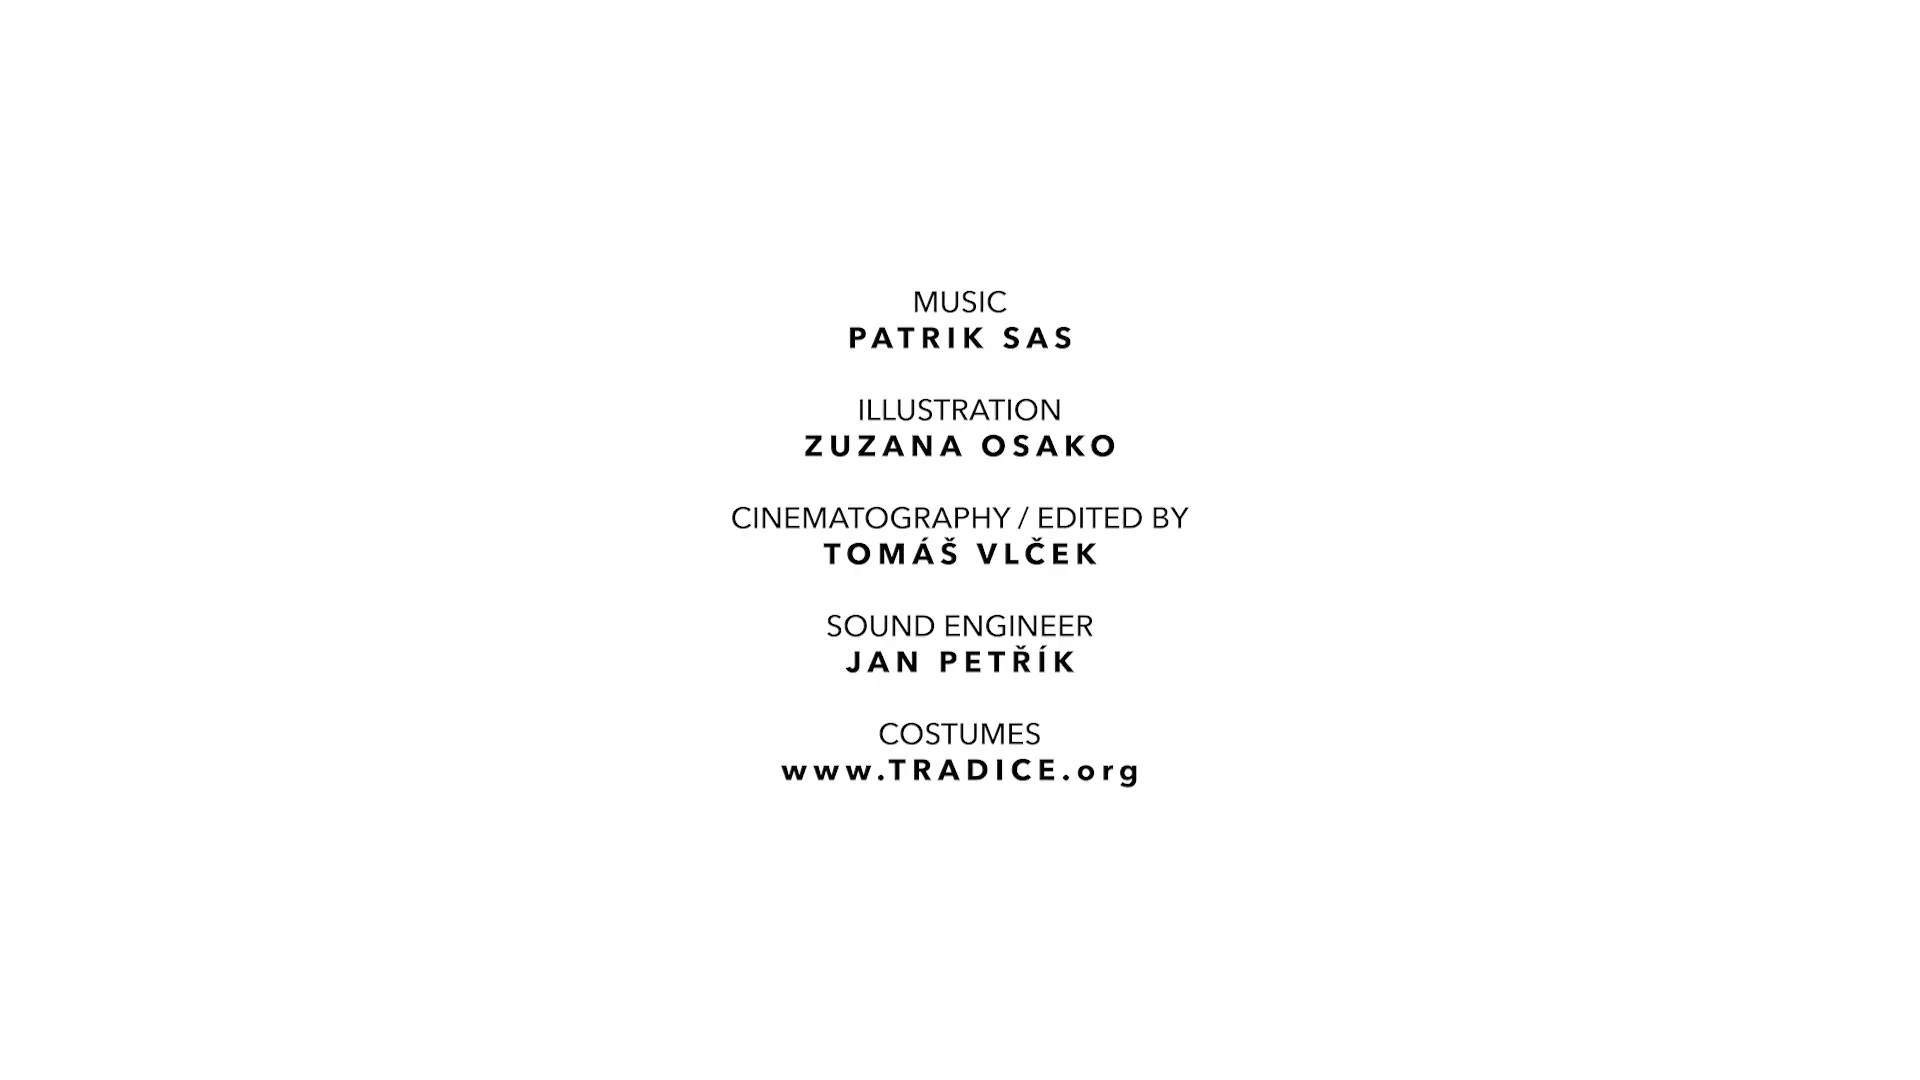 MUSIC
PATRIK SAS
ILLUSTRATION
ZUZANA OSAKO
CINEMATOGRAPHY / EDITED BY
TOMÁŠ VLČEK
SOUND ENGINEER
JAN PETŘÍK
COSTUMES
www.TRADICE.org